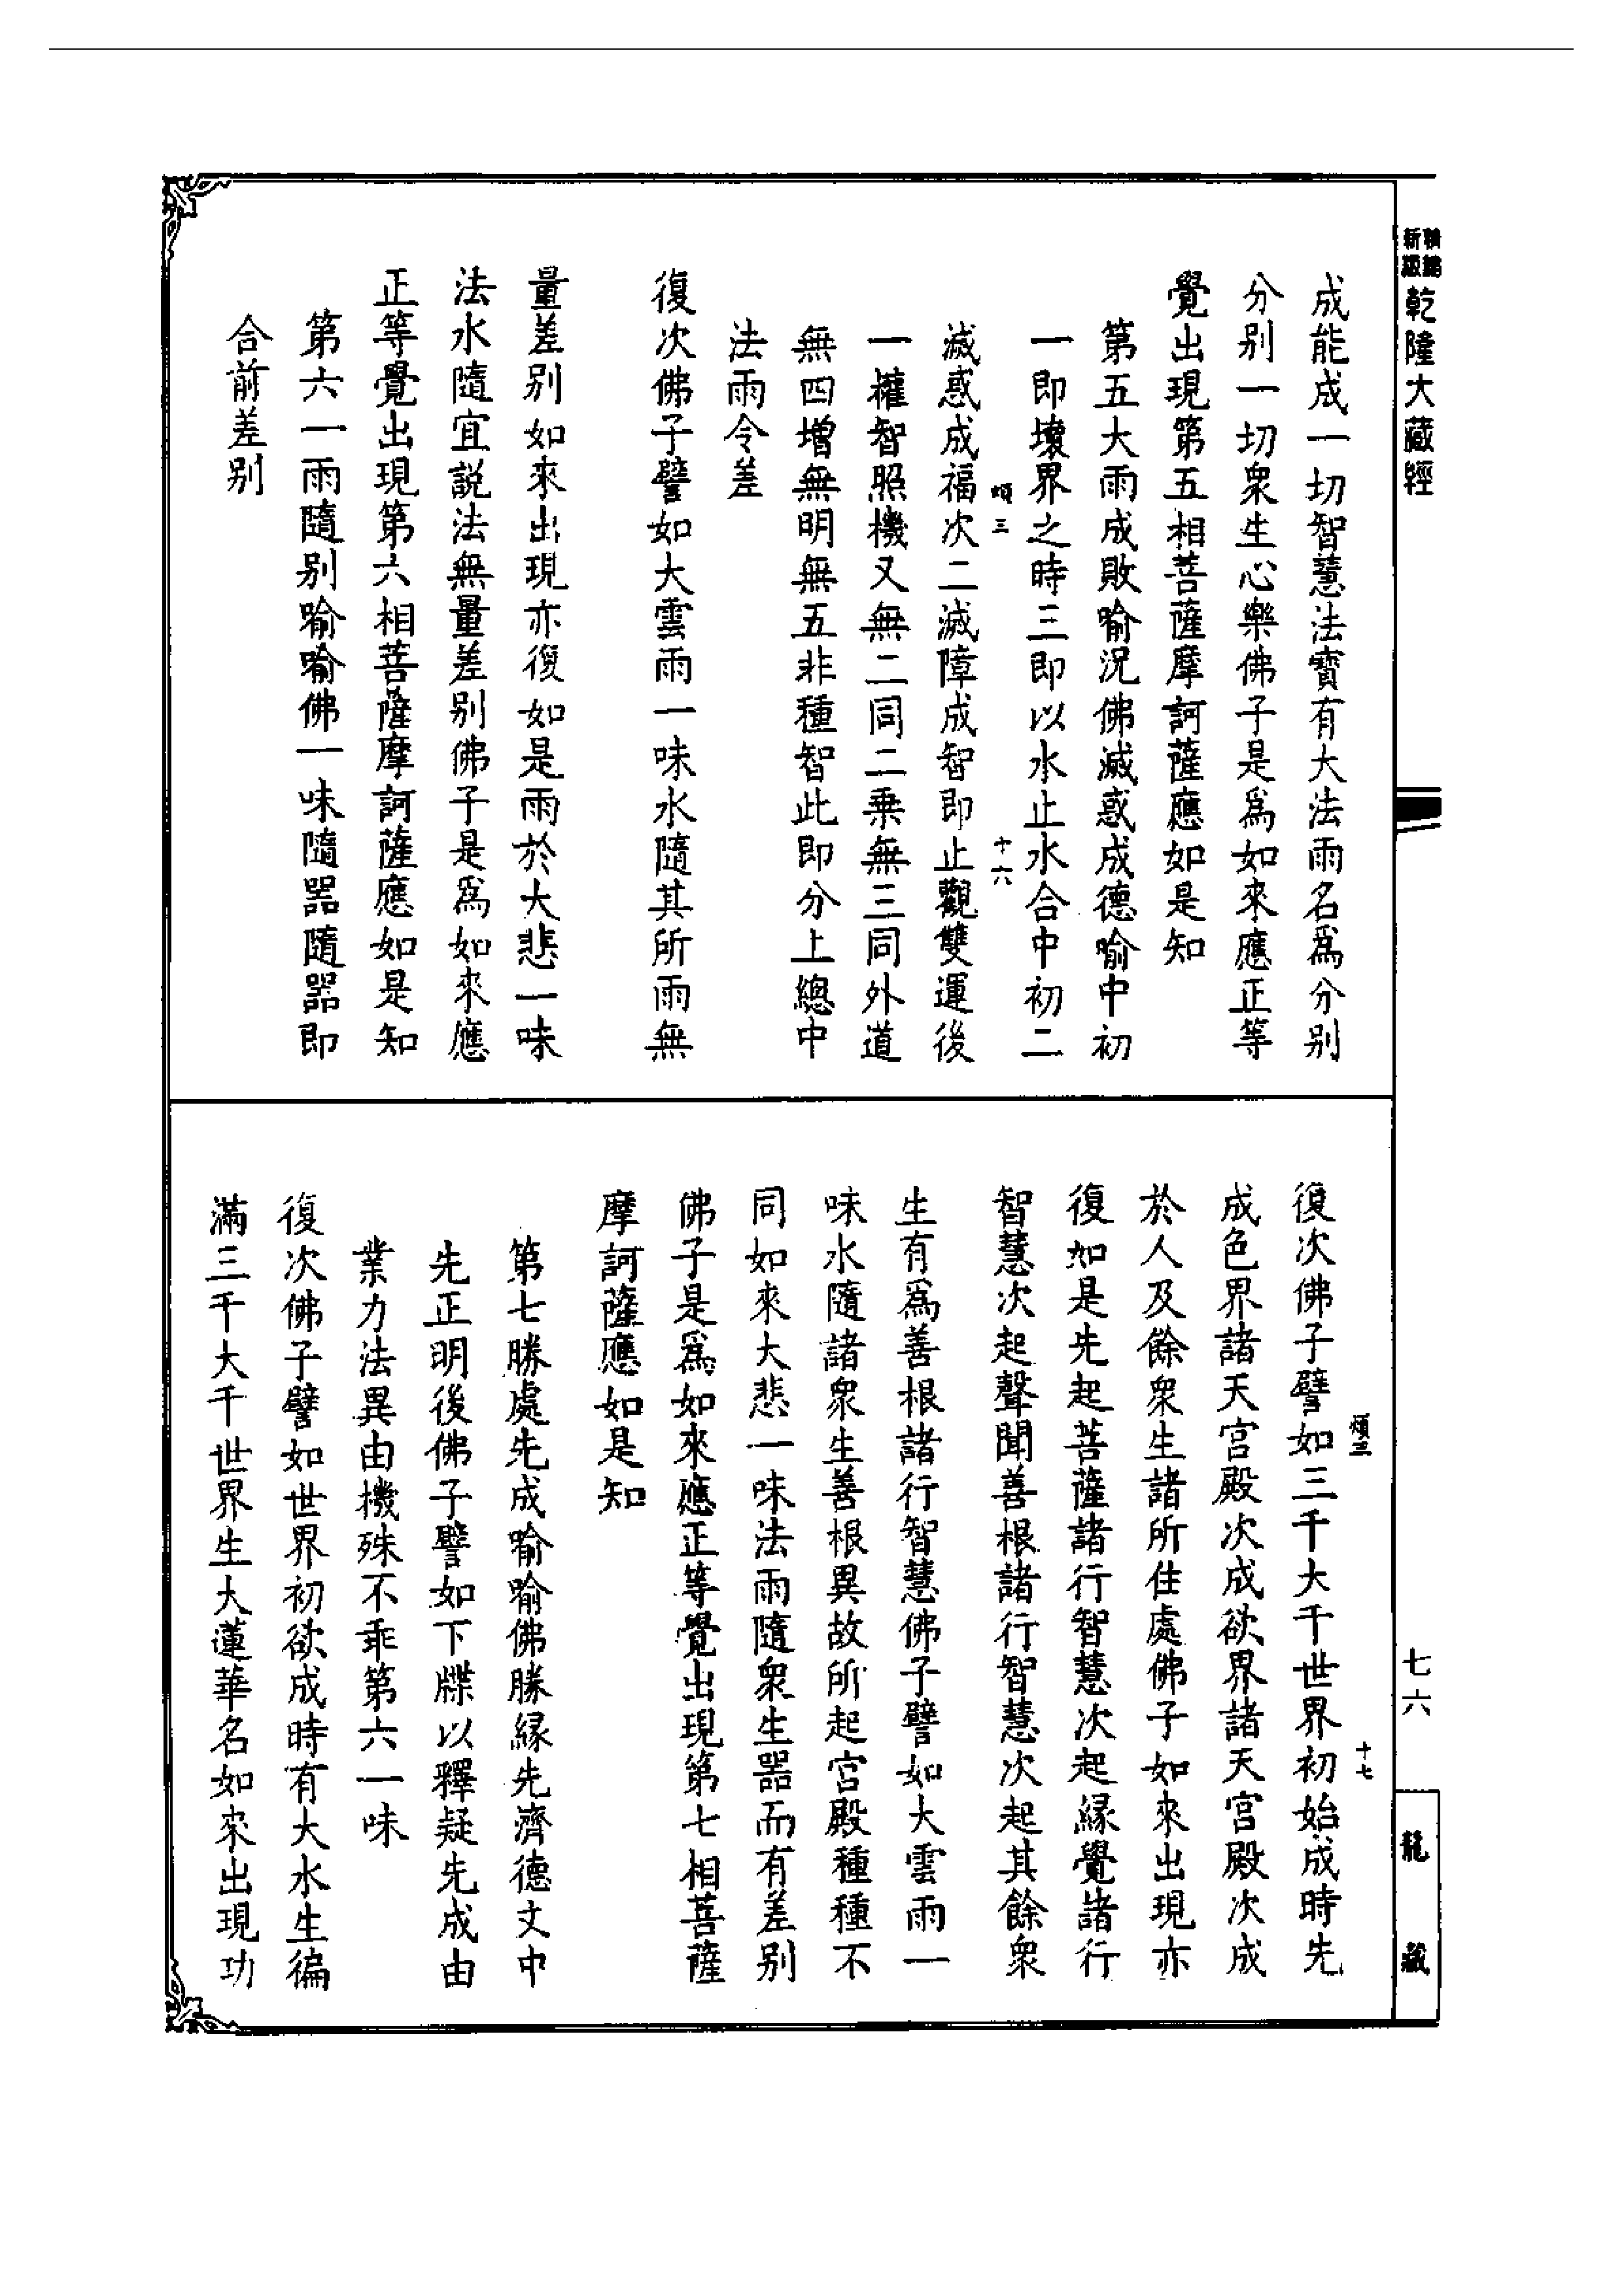 新版
精編
乾隆大藏經
成能成一切智慧法寶有大法雨名爲分别
分别一切衆生心樂佛子是爲如來應正等
覺出現第五相菩薩摩訶薩應如是知
第五大雨成敗喻況佛滅惑成德喻中初
一即壞界之時三即以水止水合中初二
頌三
十六
滅惑成福次二滅障成智即止觀雙運後
一權智照機又無二同二乗無三同外道
無四增無明無五非種智此即分上總中
法雨令差
復次佛子譬如大雲雨一味水隨其所雨無
量差别如來出現亦復如是雨於大悲一味
法水隨宜説法無量差别佛子是爲如來應
正等覺出現第六相菩薩摩訶薩應如是知
第六一雨隨别喻喻佛一味隨器隨器即
合前差别
七六
龍藏
頌三
十七
復次佛子譬如三千大千世界初始成時先
成色界諸天宫殿次成欲界諸天宫殿次成
於人及餘衆生諸所住處佛子如來出現亦
復如是先起菩薩諸行智慧次起緣覺諸行
智慧次起聲聞善根諸行智慧次起其餘衆
生有爲善根諸行智慧佛子譬如大雲雨一
味水隨諸衆生善根異故所起宫殿種種不
同如來大悲一味法雨隨衆生器而有差别
佛子是爲如來應正等覺出現第七相菩薩
摩訶薩應如是知
第七勝處先成喻喻佛勝緣先濟德文中
先正明後佛子譬如下牒以釋疑先成由
業力法異由機殊不乖第六一味
復次佛子譬如世界初欲成時有大水生徧
滿三千大千世界生大蓮華名如來出現功